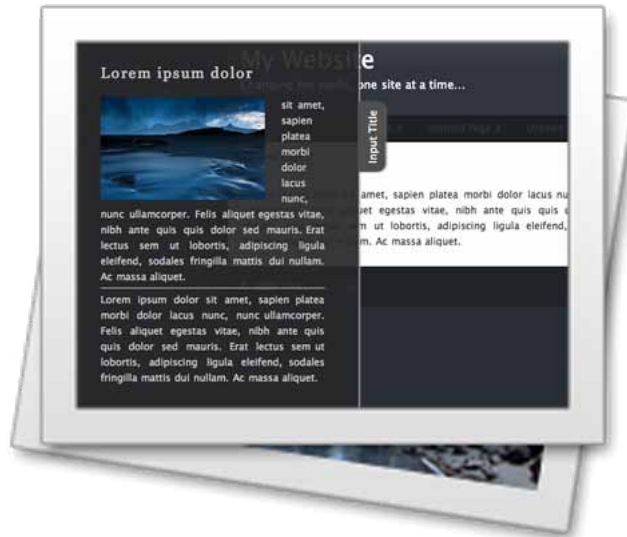 My Website
one site at a time...
Lorem ipsum dolor
sit amet,
sapien
platea
morbi
dolor
lacus
nunc,
nunc ullamcorper. Felis aliquet egestas vitae,
nibh ante quis quis dolor sed mauris. Erat
lectus sem ut lobortis, adipiscing ligula
eleifend, sodales fringilla mattis dui nullam.
Ac massa aliquet.
Lorem ipsum dolor sit amet, sapien platea
morbi dolor lacus nunc, nunc ullamcorper.
Felis aliquet egestas vitae, nibh ante quis
quis dolor sed mauris. Erat lectus sem ut
lobortis, adipiscing ligula eleifend, sodales
fringilla mattis dui nullam. Ac massa aliquet.
Input Title
amet, sapien platea morbi dolor lacus nu
egestas vitae, nibh ante quis quis
ut lobortis, adipiscing ligula eleifend,
Ac massa aliquet.